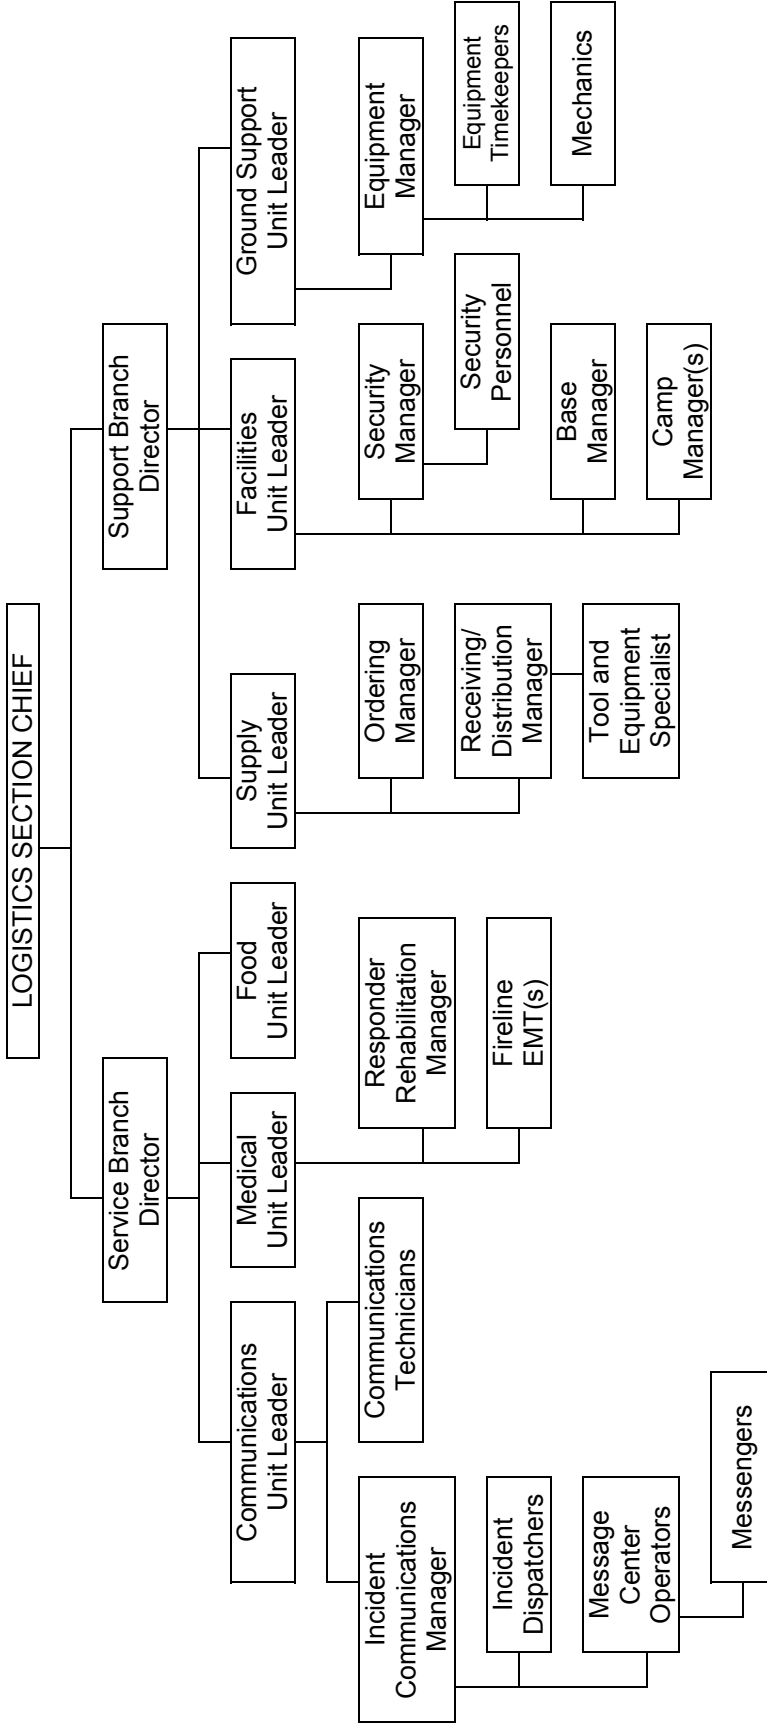 LOGISTICS SECTION CHIEF
Service Branch
Director
Support Branch
Director
Communications
Unit Leader
Medical
Unit Leader
Food
Unit Leader
Supply
Unit Leader
Facilities
Unit Leader
Ground Support
Unit Leader
Incident
Communications
Manager
Incident
Dispatchers
Message
Center
Operators
Messengers
Communications
Technicians
Responder
Rehabilitation
Manager
Fireline
EMT(s)
Ordering
Manager
Receiving/
Distribution
Manager
Tool and
Equipment
Specialist
Security
Manager
Security
Personnel
Base
Manager
Camp
Manager(s)
Equipment
Manager
Equipment
Timekeepers
Mechanics